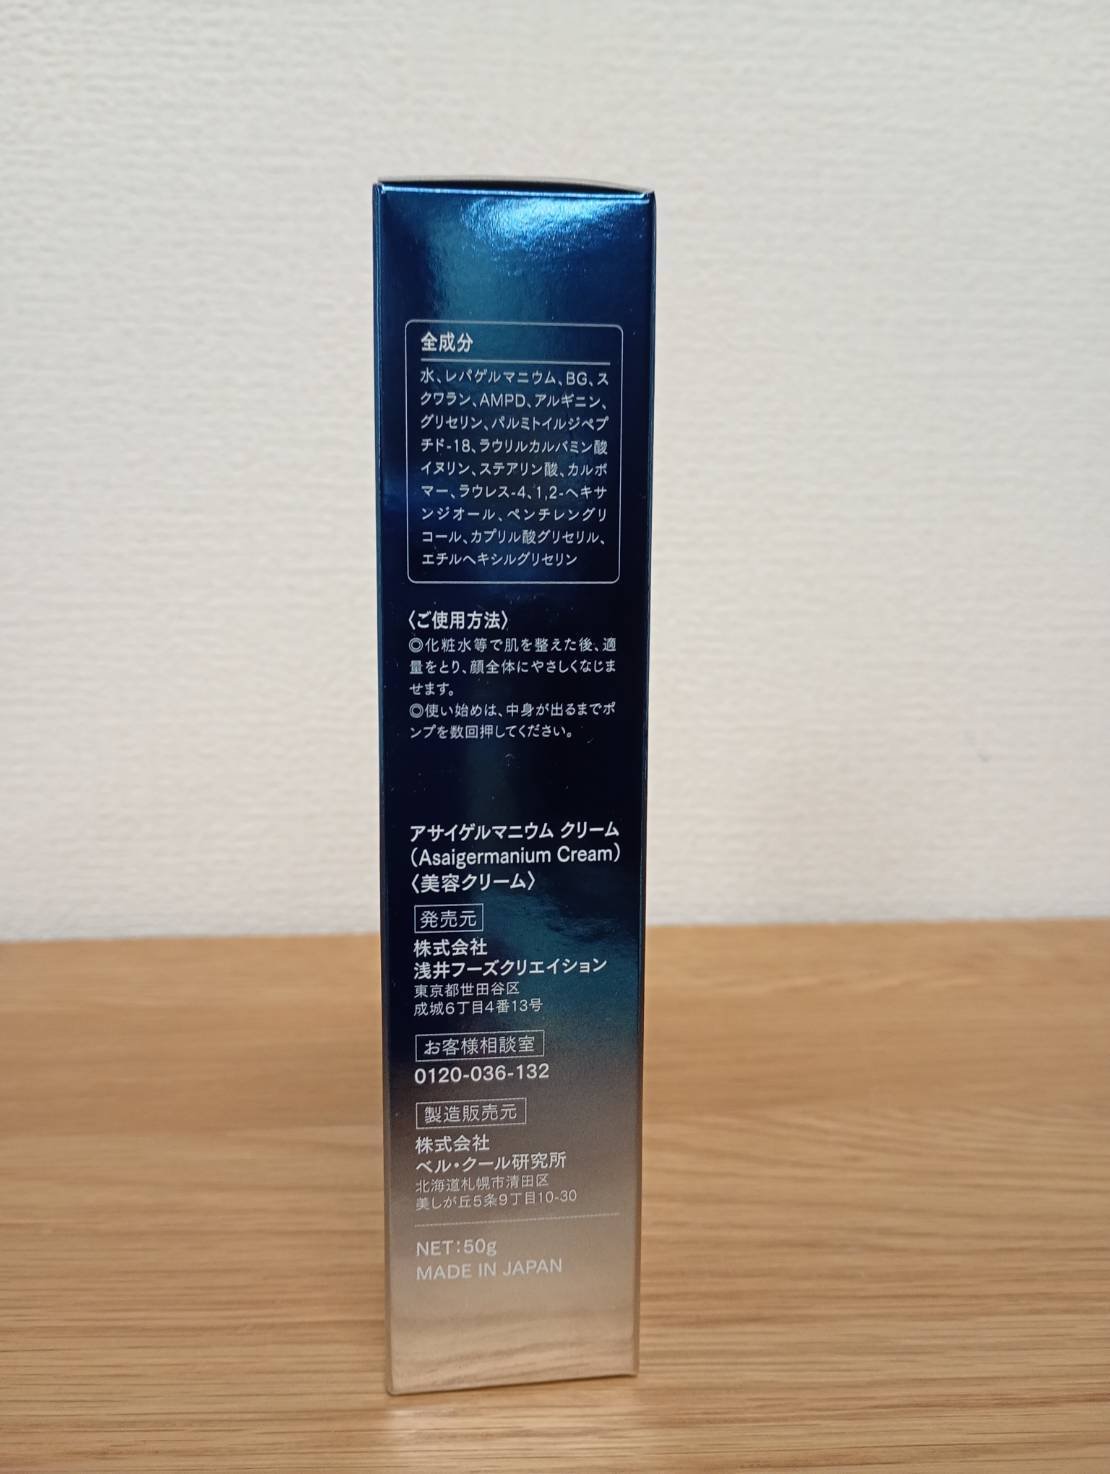 全成分
水、レパゲルマニウム、BG、ス
クワラン、AMPD、アルギニン、
グリセリン、パルミトイルジペプ
チド-18、ラウリルカルバミン酸
イヌリン、ステアリン酸、カルボ
マー、ラウレス-4、1,2-ヘキサ
ンジオール、ペンチレングリ
コール、カプリル酸グリセリル、
エチルヘキシルグリセリン
〈ご使用方法〉
◎化粧水等で肌を整えた後、適
量をとり、顔全体にやさしくなじま
せます。
◎使い始めは、中身が出るまでポ
ンプを数回押してください。
アサイゲルマニウム クリーム
(Asaigermanium Cream)
〈美容クリーム〉
発売元
株式会社
浅井フーズクリエイション
東京都世田谷区
成城6丁目4番13号
お客様相談室
0120-036-132
製造販売元
株式会社
ベル・クール研究所
北海道札幌市清田区
美しが丘5条9丁目10-30
NET:50g
MADE IN JAPAN